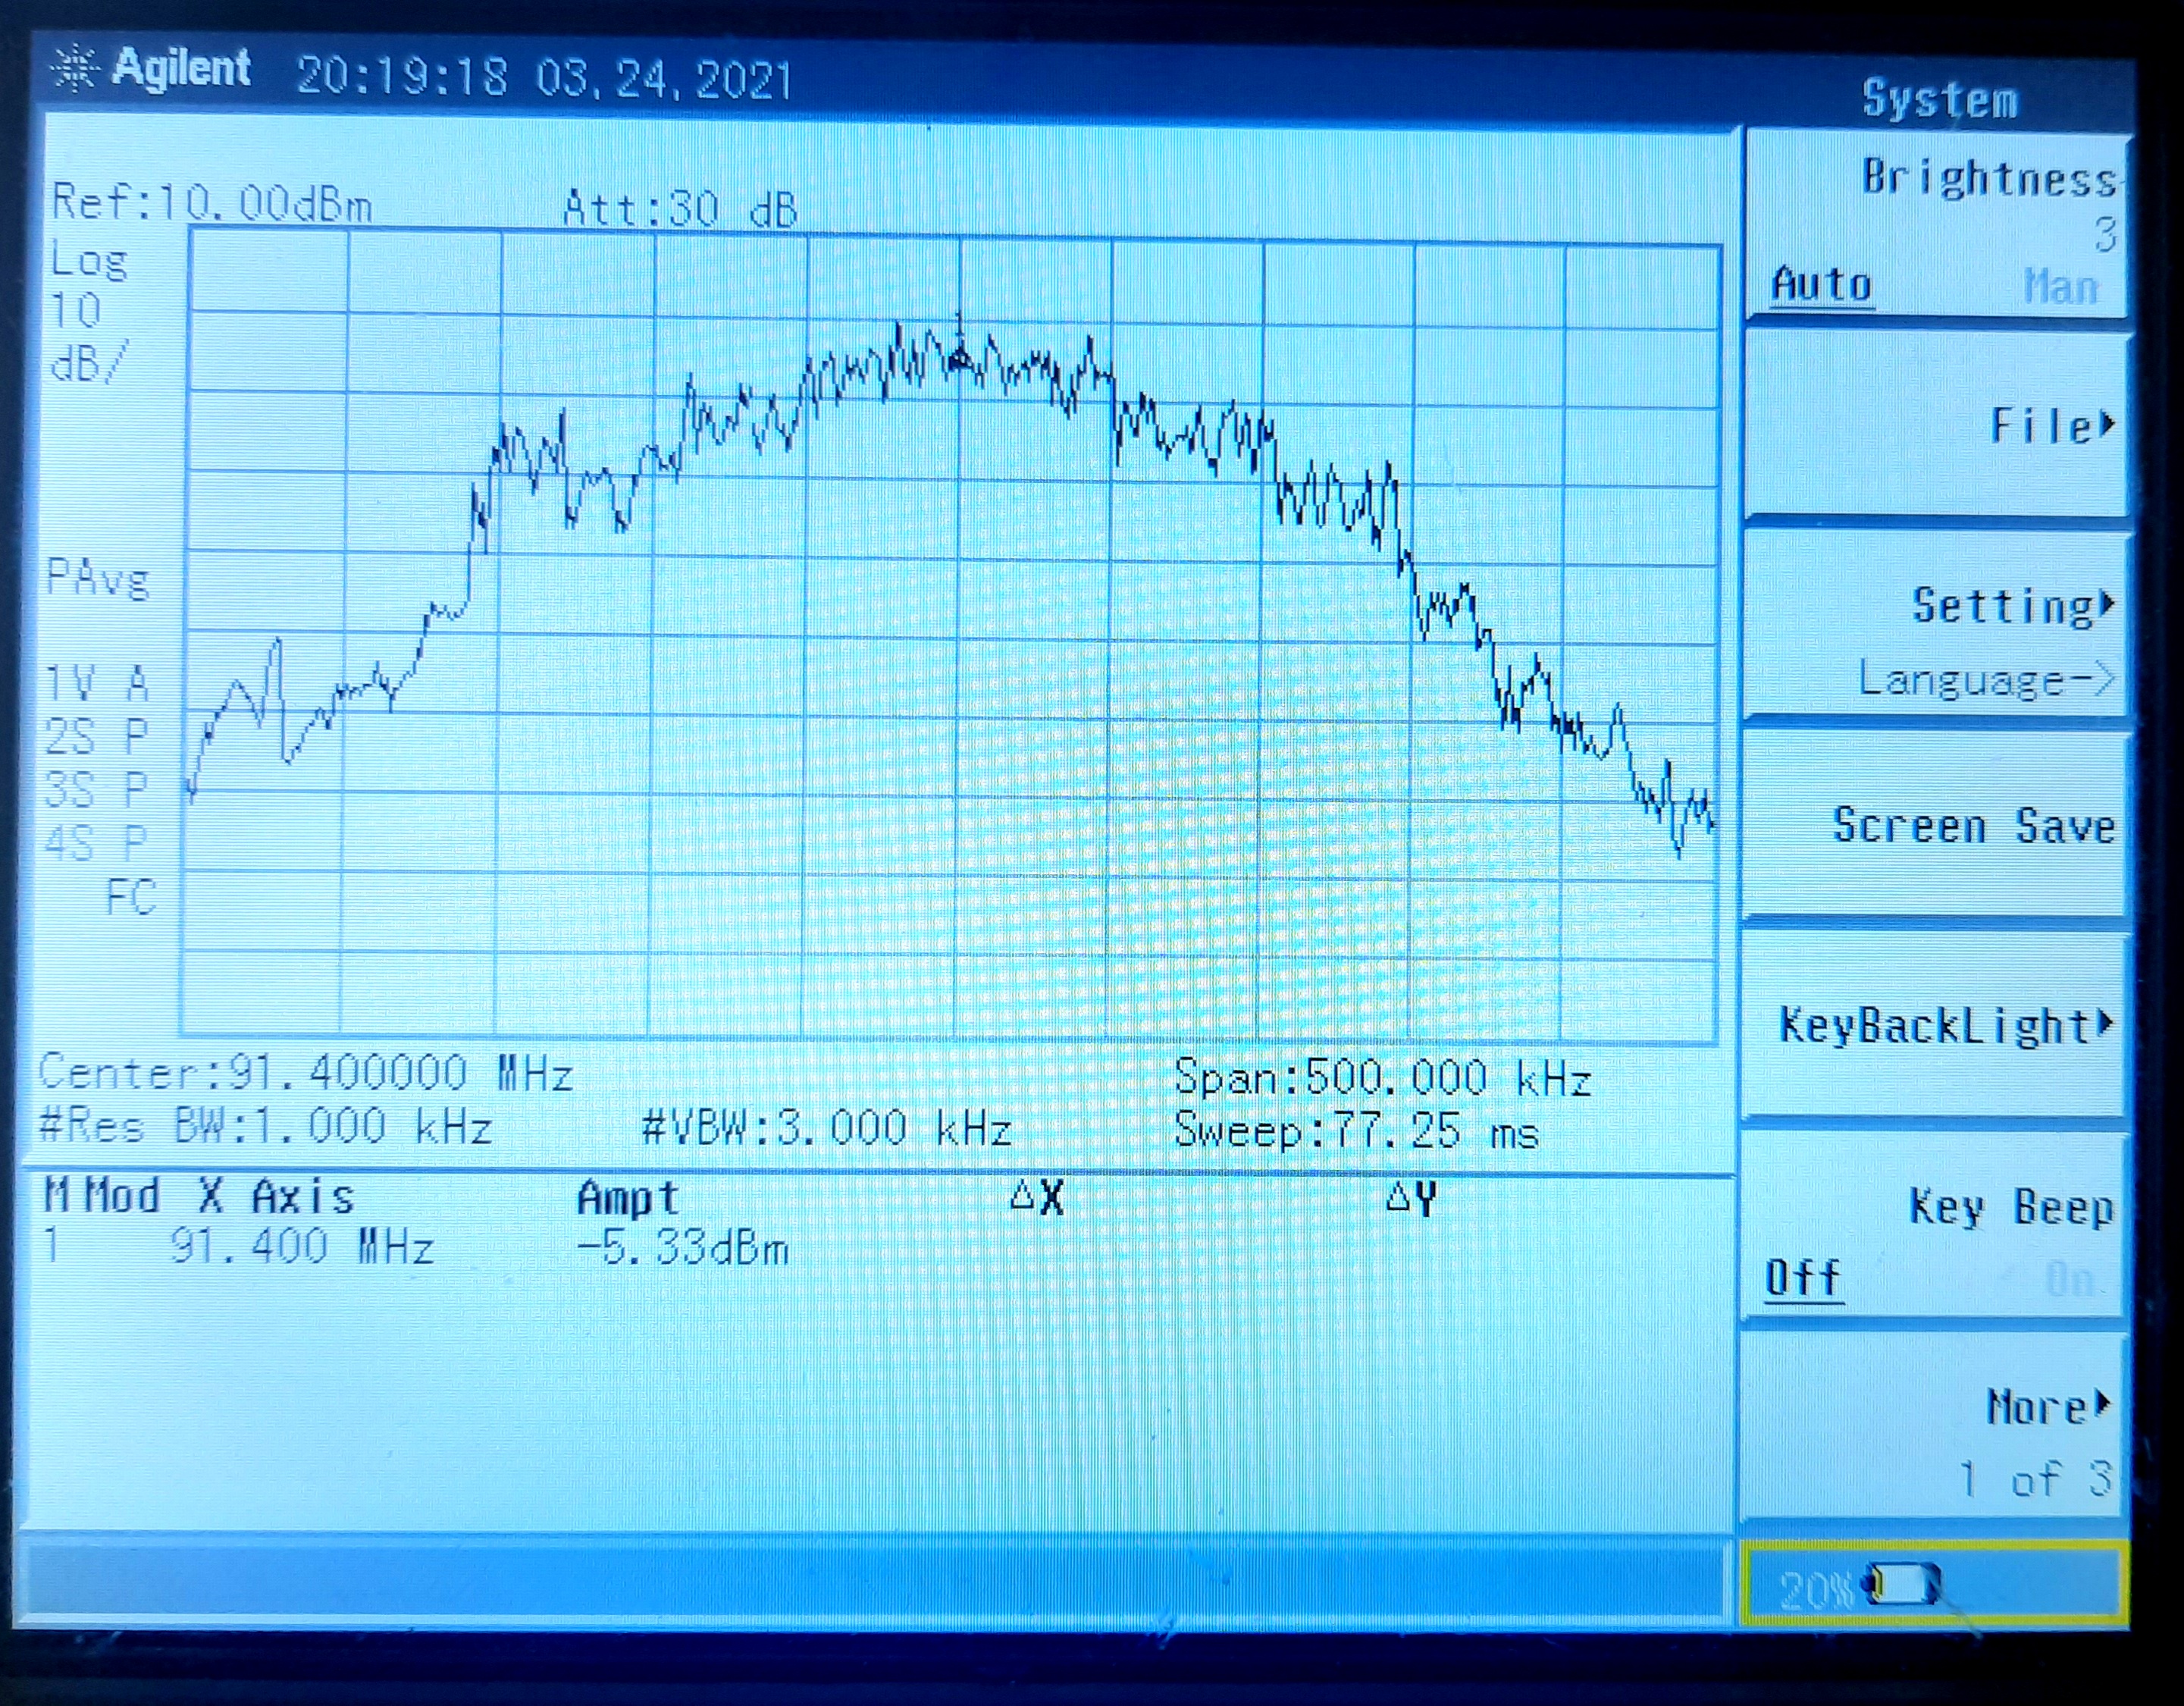 Agilent 20:19:18 03.24.2021
System
Ref:10.00dBm Att:30 dB
Log
10
dB/
PAvg
1V A
2S P
3S P
4S P
FC
1
Center:91.400000 MHz Span:500.000 kHz
#Res BW:1.000 kHz #VBW:3.000 kHz Sweep:77.25 ms
M Mod X Axis Ampt ΔX ΔY
1 91.400 MHz -5.33dBm
Brightness
3
Auto Man
File
Setting
Language->
Screen Save
KeyBackLight
Key Beep
Off On
More
1 of 3
20%